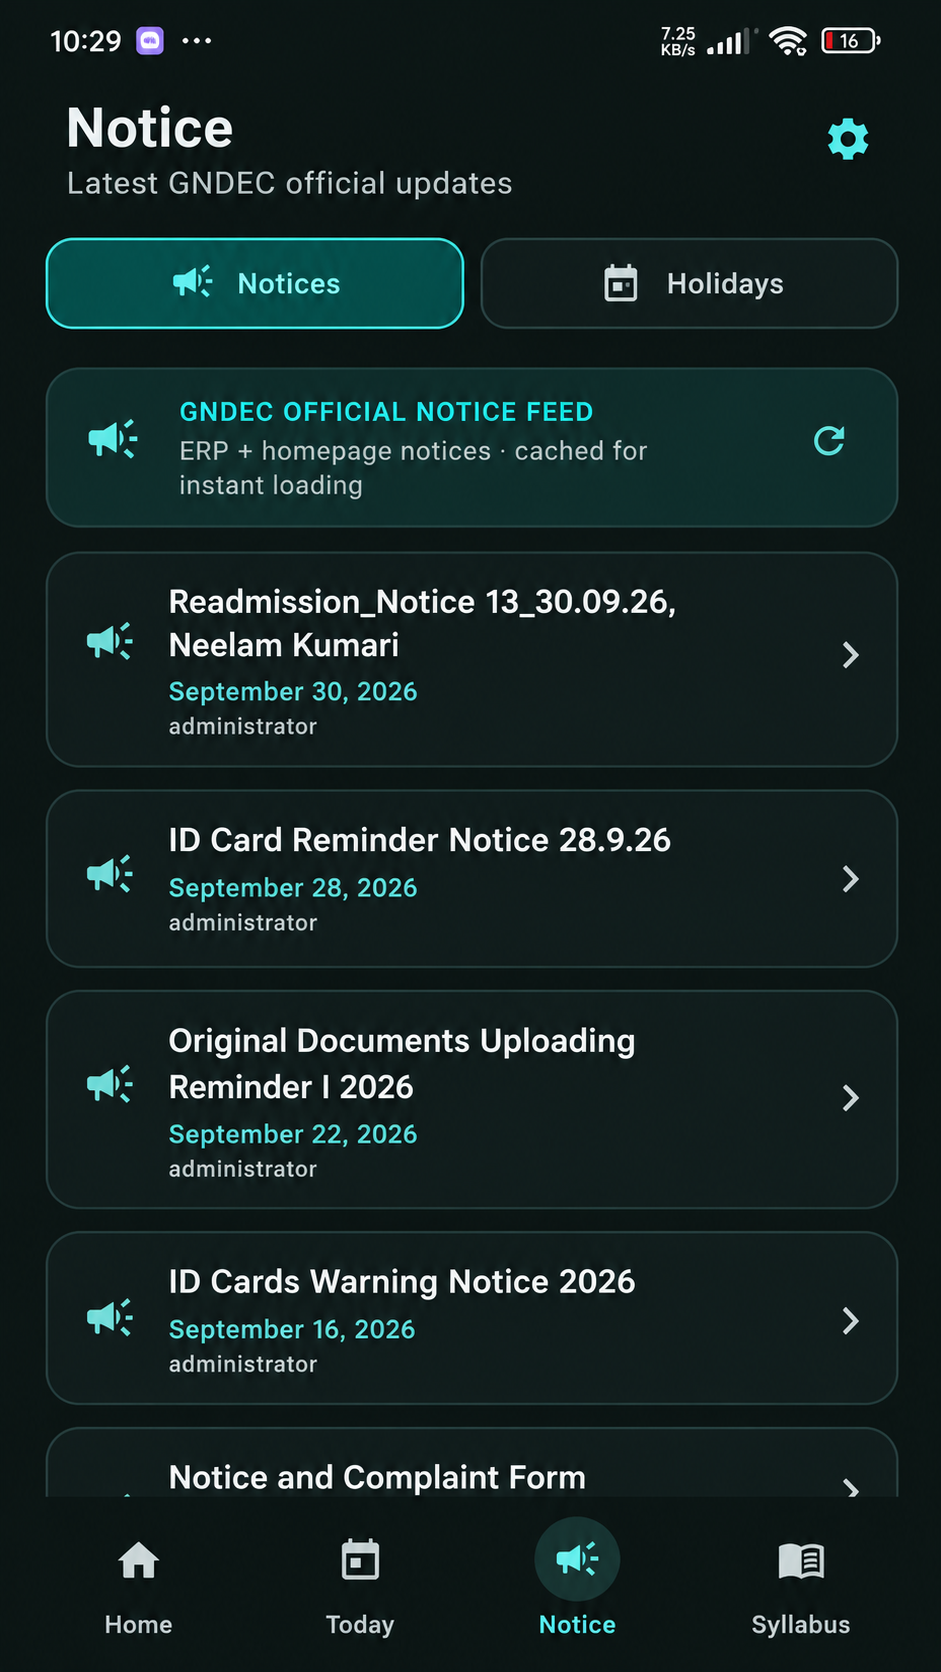 10:29
7.25
KB/s
16
Notice
Latest GNDEC official updates
Notices
Holidays
GNDEC OFFICIAL NOTICE FEED
ERP + homepage notices · cached for
instant loading
Readmission_Notice 13_30.09.26,
Neelam Kumari
September 30, 2026
administrator
ID Card Reminder Notice 28.9.26
September 28, 2026
administrator
Original Documents Uploading
Reminder I 2026
September 22, 2026
administrator
ID Cards Warning Notice 2026
September 16, 2026
administrator
Notice and Complaint Form
Home
Today
Notice
Syllabus